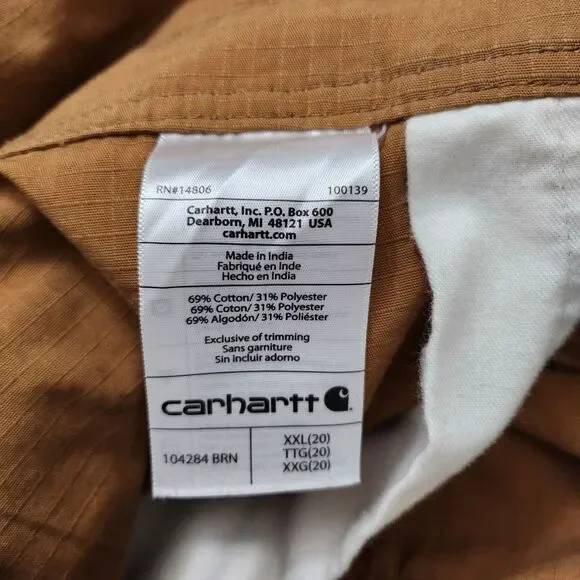 RN#14806 100139
Carhartt, Inc. P.O. Box 600
Dearborn, MI 48121 USA
carhartt.com
Made in India
Fabriqué en Inde
Hecho en India
69% Cotton/ 31% Polyester
69% Coton/ 31% Polyester
69% Algodón/ 31% Poliéster
Exclusive of trimming
Sans garniture
Sin incluir adorno
carhartt
104284 BRN
XXL(20)
TTG(20)
XXG(20)